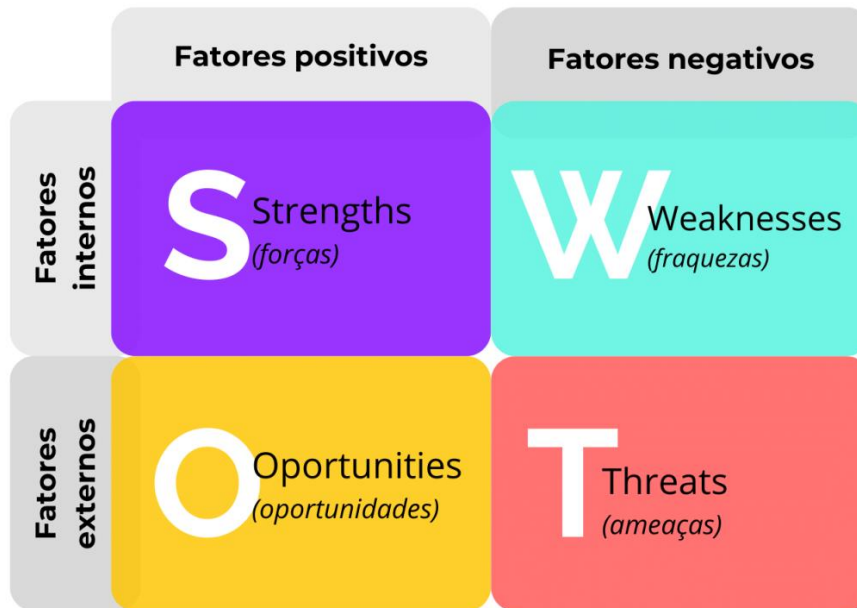 Fatores positivos
Fatores negativos
Fatores
internos
S
Strengths
(forças)
W
Weaknesses
(fraquezas)
Fatores
externos
O
Oportunities
(oportunidades)
T
Threats
(ameaças)